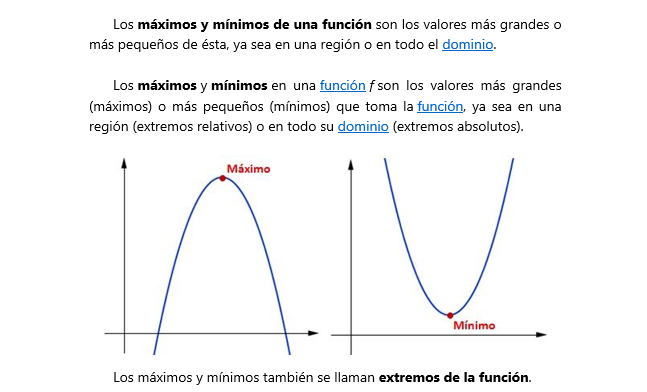 Los máximos y mínimos de una función son los valores más grandes o
más pequeños de ésta, ya sea en una región o en todo el dominio.
Los máximos y mínimos en una función f son los valores más grandes
(máximos) o más pequeños (mínimos) que toma la función, ya sea en una
región (extremos relativos) o en todo su dominio (extremos absolutos).
Máximo
Mínimo
Los máximos y mínimos también se llaman extremos de la función.